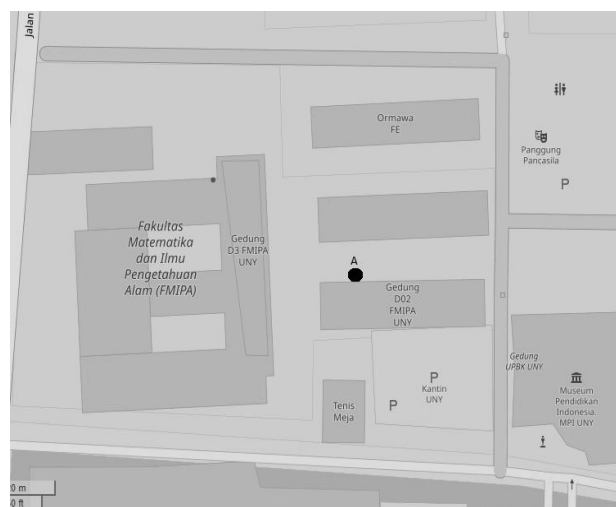 Jalan
Ormawa
FE
Panggung
Pancasila
P
Fakultas
Matematika
dan Ilmu
Pengetahuan
Alam (FMIPA)
Gedung
D3 FMIPA
UNY
A
Gedung
D02
FMIPA
UNY
Gedung
UPBK UNY
P
Kantin
UNY
P
Tenis
Meja
Museum
Pendidikan
Indonesia.
MPI UNY
0 m
0 ft